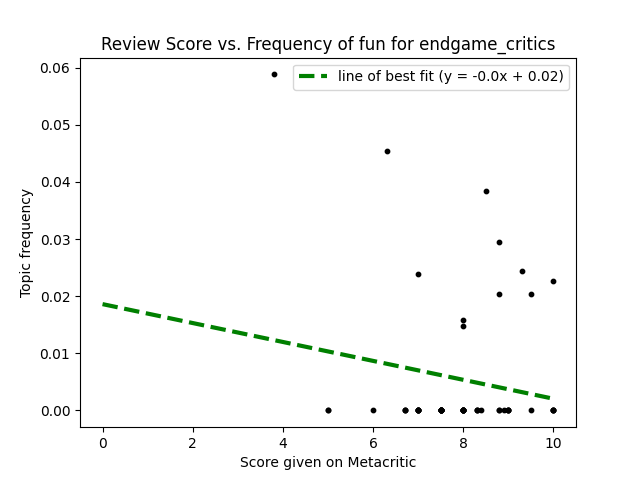 Review Score vs. Frequency of fun for endgame_critics
line of best fit (y = -0.0x + 0.02)
Topic frequency
0.06
0.05
0.04
0.03
0.02
0.01
0.00
0 2 4 6 8 10
Score given on Metacritic